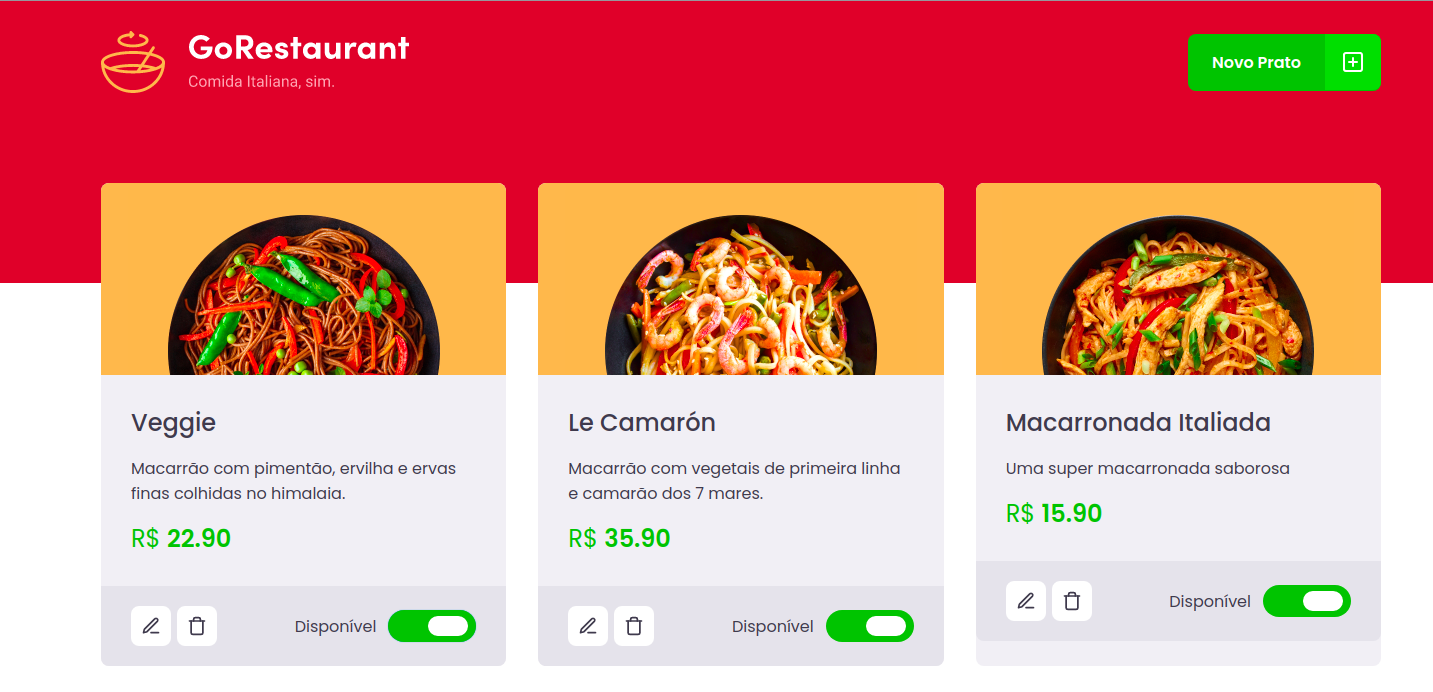 GoRestaurant
Comida Italiana, sim.
Novo Prato
Veggie
Macarrão com pimentão, ervilha e ervas
finas colhidas no himalaia.
R$ 22.90
Disponível
Le Camarón
Macarrão com vegetais de primeira linha
e camarão dos 7 mares.
R$ 35.90
Disponível
Macarronada Italiada
Uma super macarronada saborosa
R$ 15.90
Disponível